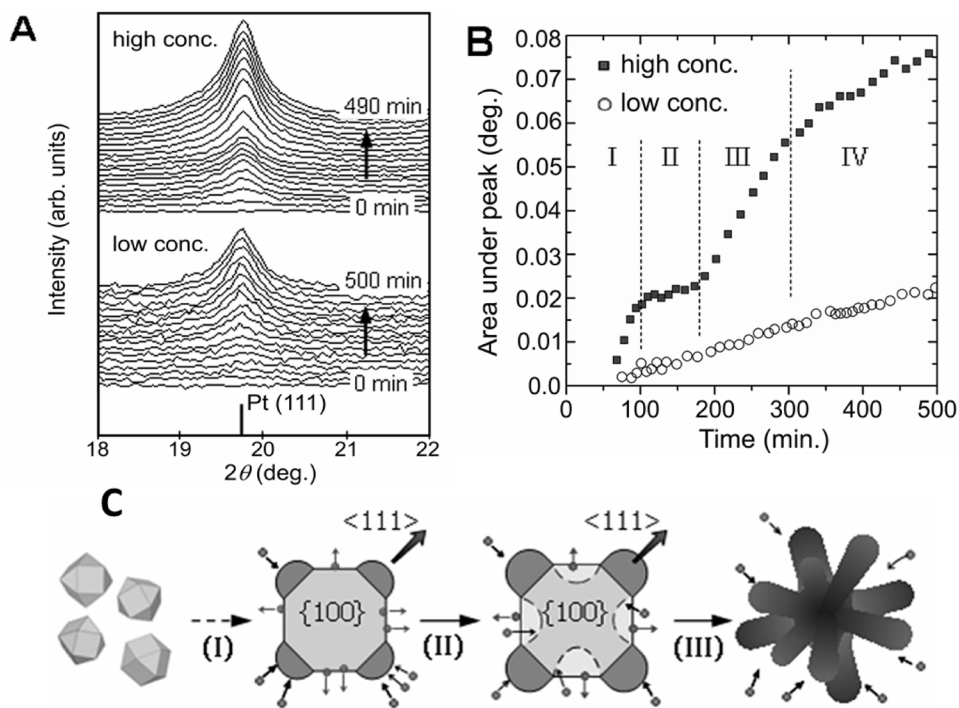 A
high conc.
490 min
0 min
low conc.
500 min
0 min
Pt (111)
Intensity (arb. units)
18 19 20 21 22
2θ (deg.)
B
0.08
0.07
0.06
0.05
0.04
0.03
0.02
0.01
0.0
Area under peak (deg.)
high conc.
low conc.
I II III IV
0 100 200 300 400 500
Time (min.)
C
<111> <111>
{100} {100}
(I) (II) (III)